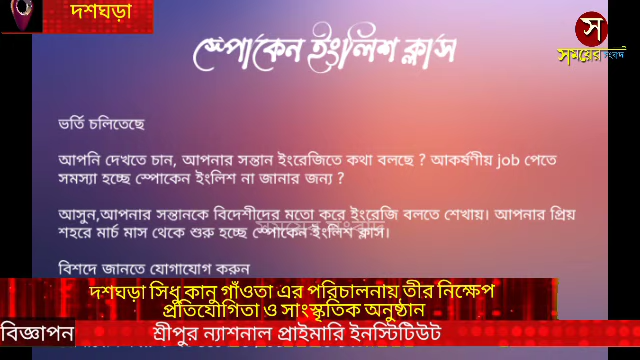 দশঘড়া
স
সময়ের সংবাদ
স্পোকেন ইংলিশ ক্লাস
ভর্তি চলিতেছে
আপনি দেখতে চান, আপনার সন্তান ইংরেজিতে কথা বলছে ? আকর্ষণীয় job পেতে
সমস্যা হচ্ছে স্পোকেন ইংলিশ না জানার জন্য ?
আসুন,আপনার সন্তানকে বিদেশীদের মতো করে ইংরেজি বলতে শেখায়। আপনার প্রিয়
শহরে মার্চ মাস থেকে শুরু হচ্ছে স্পোকেন ইংলিশ ক্লাস।
সময়ের সংবাদ
বিশদে জানতে যোগাযোগ করুন
দশঘড়া সিধু কানু গাঁওতা এর পরিচালনায় তীর নিক্ষেপ
প্রতিযোগিতা ও সাংস্কৃতিক অনুষ্ঠান
বিজ্ঞাপন
শ্রীপুর ন্যাশনাল প্রাইমারি ইনস্টিটিউট